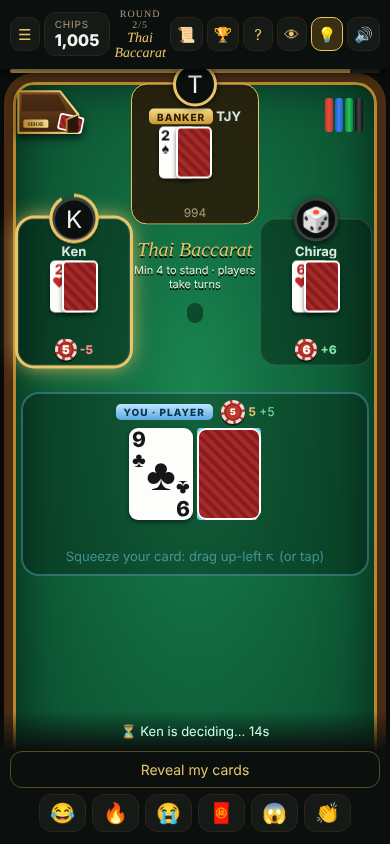 CHIPS
1,005
ROUND
2/5
Thai
Baccarat
?
T
SHOE
BANKER TJY
2
994
K
Ken
2
5 -5
Thai Baccarat
Min 4 to stand · players
take turns
Chirag
6
6 +6
YOU · PLAYER 5 5 +5
9
9
Squeeze your card: drag up-left ↖ (or tap)
⏳ Ken is deciding… 14s
Reveal my cards